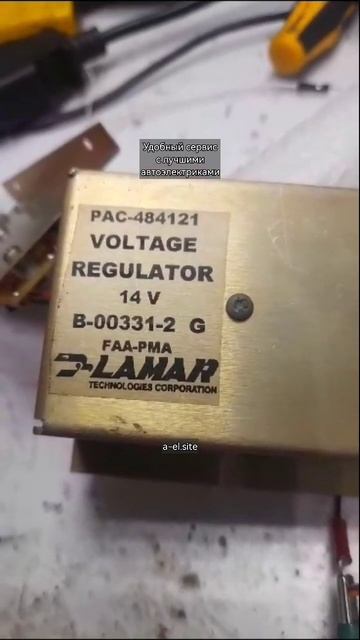 Удобный сервис
с лучшими
автоэлектриками
PAC-484121
VOLTAGE
REGULATOR
14 V
B-00331-2 G
FAA-PMA
LAMAR
TECHNOLOGIES CORPORATION
a-el.site